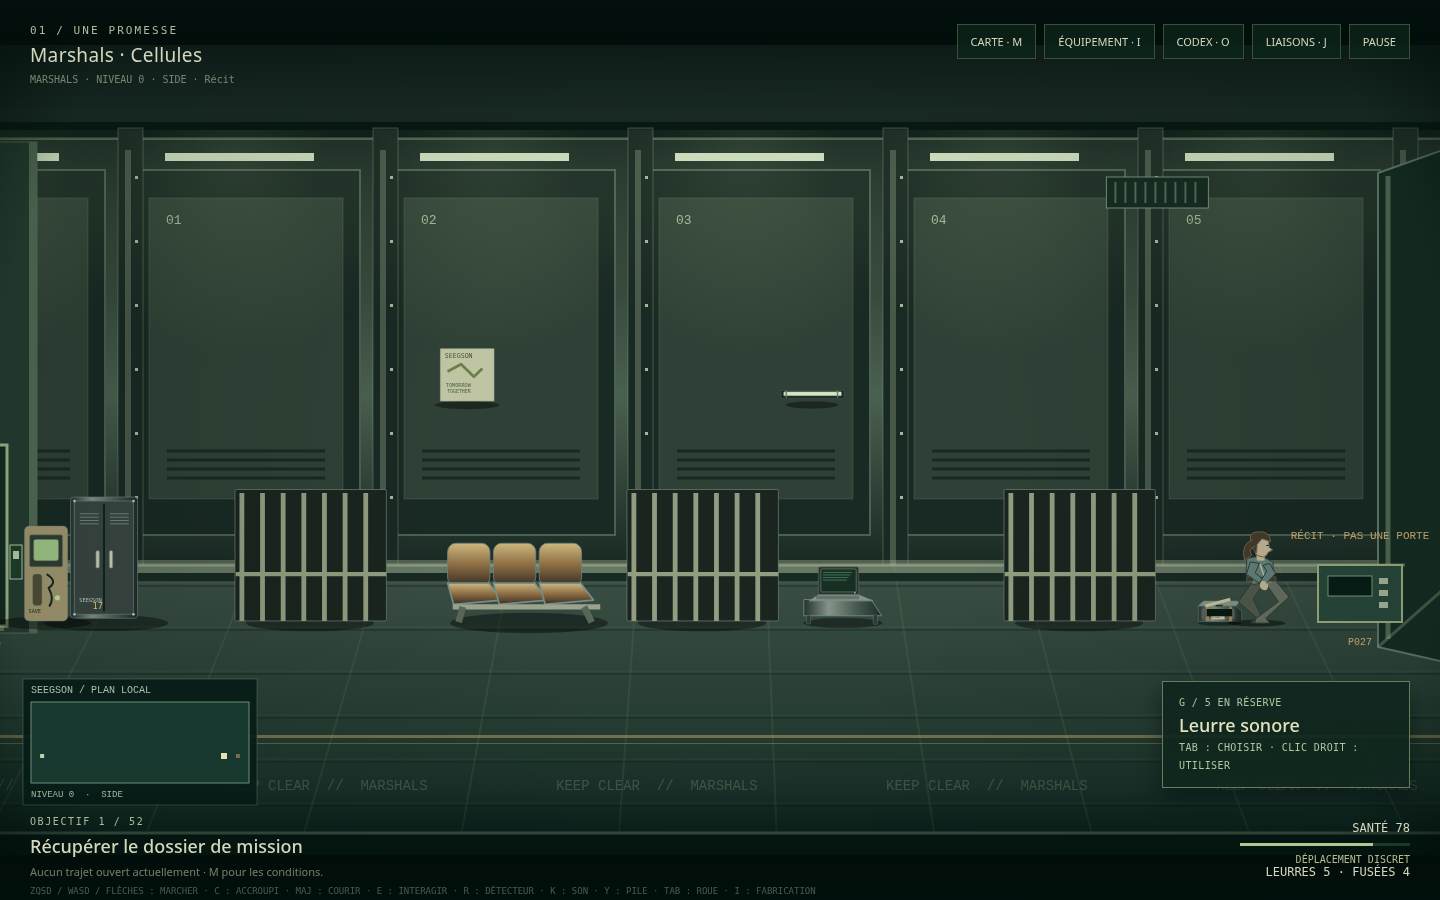 01 / UNE PROMESSE
Marshals · Cellules
MARSHALS · NIVEAU 0 · SIDE · Récit
CARTE · M
ÉQUIPEMENT · I
CODEX · O
LIAISONS · J
PAUSE
01
02
03
04
05
SEEGSON
TOMORROW
TOGETHER
SEEGSON
17
SAVE
RÉCIT · PAS UNE PORTE
P027
SEEGSON / PLAN LOCAL
NIVEAU 0 · SIDE
G / 5 EN RÉSERVE
Leurre sonore
TAB : CHOISIR · CLIC DROIT :
UTILISER
CLEAR // MARSHALS
KEEP CLEAR // MARSHALS
KEEP CLEAR // MARSHALS
OBJECTIF 1 / 52
Récupérer le dossier de mission
Aucun trajet ouvert actuellement · M pour les conditions.
ZQSD / WASD / FLÈCHES : MARCHER · C : ACCROUPI · MAJ : COURIR · E : INTERAGIR · R : DÉTECTEUR · K : SON · Y : PILE · TAB : ROUE · I : FABRICATION
SANTÉ 78
DÉPLACEMENT DISCRET
LEURRES 5 · FUSÉES 4